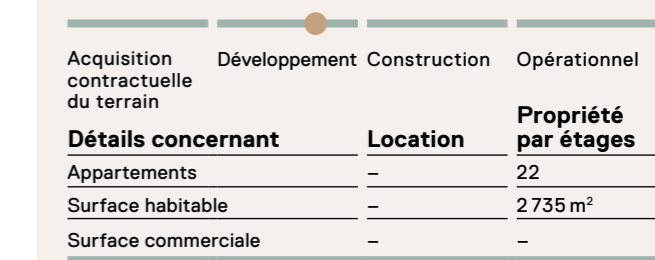 Acquisition
contractuelle
du terrain
Développement
Construction
Opérationnel
Détails concernant Location Propriété
par étages
Appartements – 22
Surface habitable – 2 735 m²
Surface commerciale – –